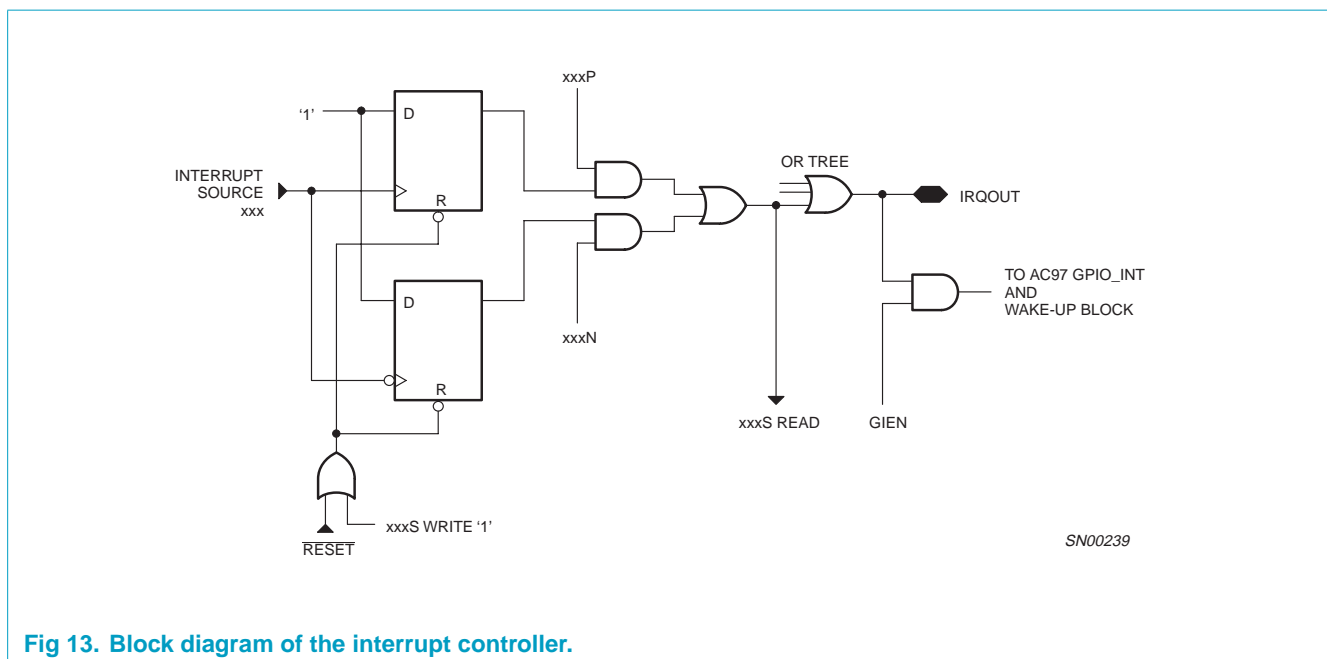 xxxP
'1'
D
INTERRUPT
SOURCE
xxx
R
OR TREE
IRQOUT
D
R
xxxN
TO AC97 GPIO_INT
AND
WAKE-UP BLOCK
xxxS READ
GIEN
xxxS WRITE '1'
RESET
SN00239
Fig 13. Block diagram of the interrupt controller.